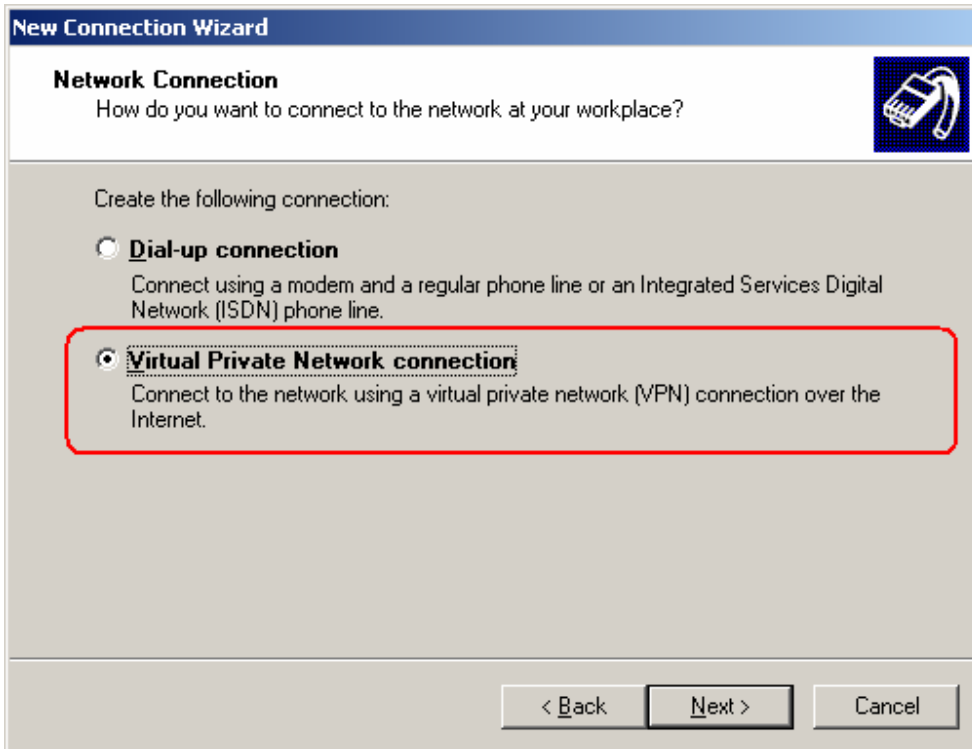 New Connection Wizard
Network Connection
How do you want to connect to the network at your workplace?
Create the following connection:
Dial-up connection
Connect using a modem and a regular phone line or an Integrated Services Digital
Network (ISDN) phone line.
Virtual Private Network connection
Connect to the network using a virtual private network (VPN) connection over the
Internet.
< Back Next > Cancel